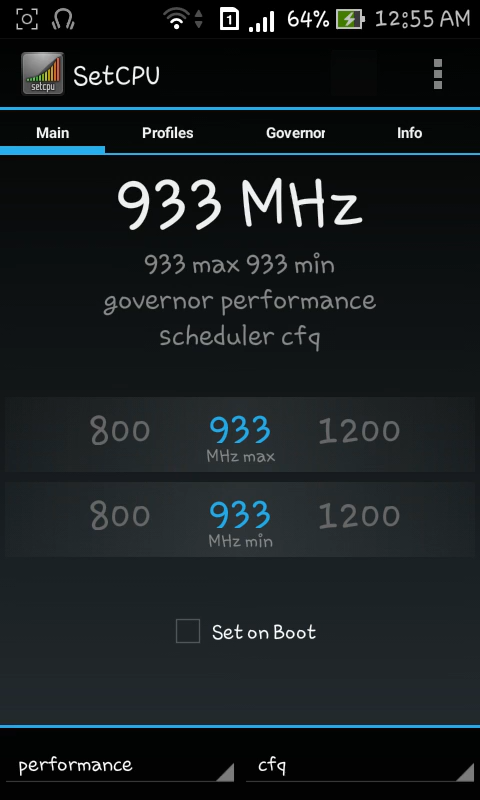 1 64% 12:55 AM
setcpu SetCPU
Main Profiles Governor Info
933 MHz
933 max 933 min
governor performance
scheduler cfq
800 933 1200
MHz max
800 933 1200
MHz min
Set on Boot
performance cfq